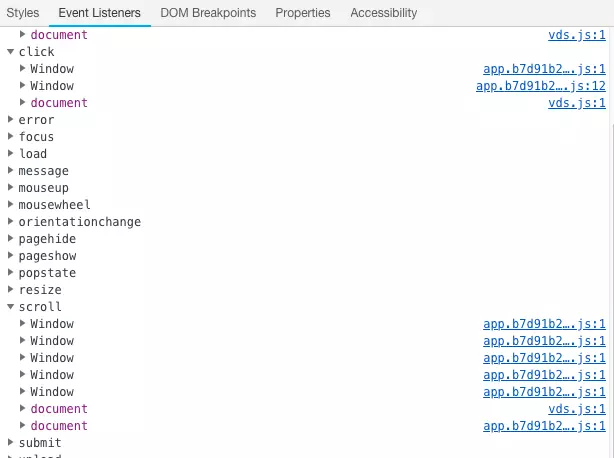 Styles Event Listeners DOM Breakpoints Properties Accessibility
document vds.js:1
click
Window app.b7d91b2….js:1
Window app.b7d91b2….js:12
document vds.js:1
error
focus
load
message
mouseup
mousewheel
orientationchange
pagehide
pageshow
popstate
resize
scroll
Window app.b7d91b2….js:1
Window app.b7d91b2….js:1
Window app.b7d91b2….js:1
Window app.b7d91b2….js:1
Window app.b7d91b2….js:1
document vds.js:1
document app.b7d91b2….js:1
submit